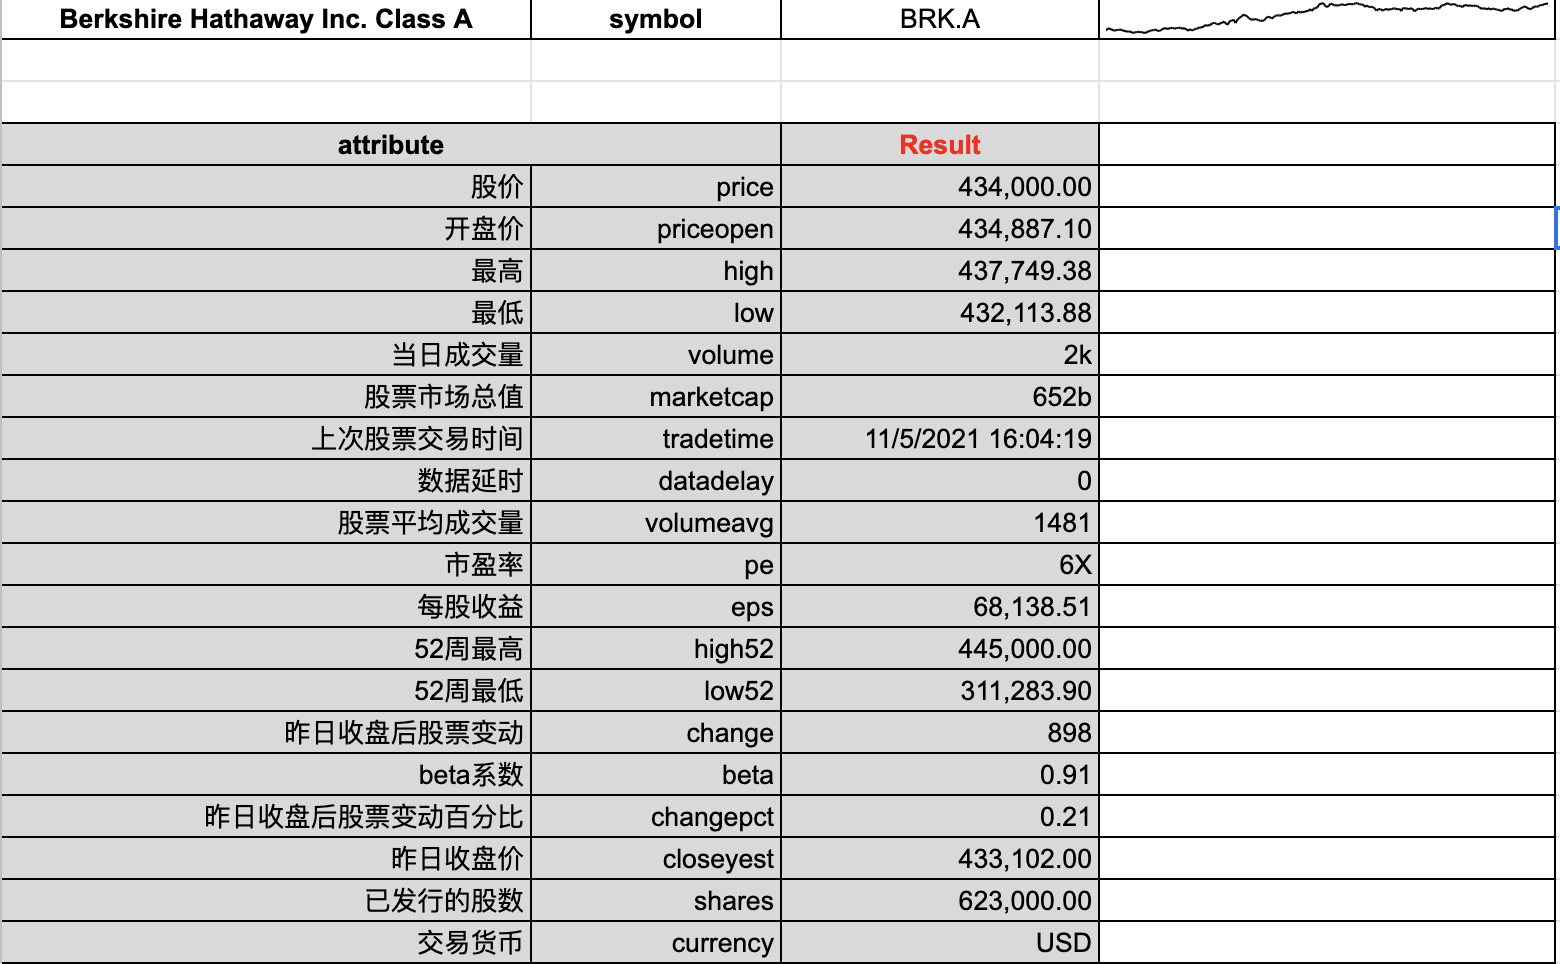 Berkshire Hathaway Inc. Class A symbol BRK.A
attribute Result
股价 price 434,000.00
开盘价 priceopen 434,887.10
最高 high 437,749.38
最低 low 432,113.88
当日成交量 volume 2k
股票市场总值 marketcap 652b
上次股票交易时间 tradetime 11/5/2021 16:04:19
数据延时 datadelay 0
股票平均成交量 volumeavg 1481
市盈率 pe 6X
每股收益 eps 68,138.51
52周最高 high52 445,000.00
52周最低 low52 311,283.90
昨日收盘后股票变动 change 898
beta系数 beta 0.91
昨日收盘后股票变动百分比 changepct 0.21
昨日收盘价 closeyest 433,102.00
已发行的股数 shares 623,000.00
交易货币 currency USD